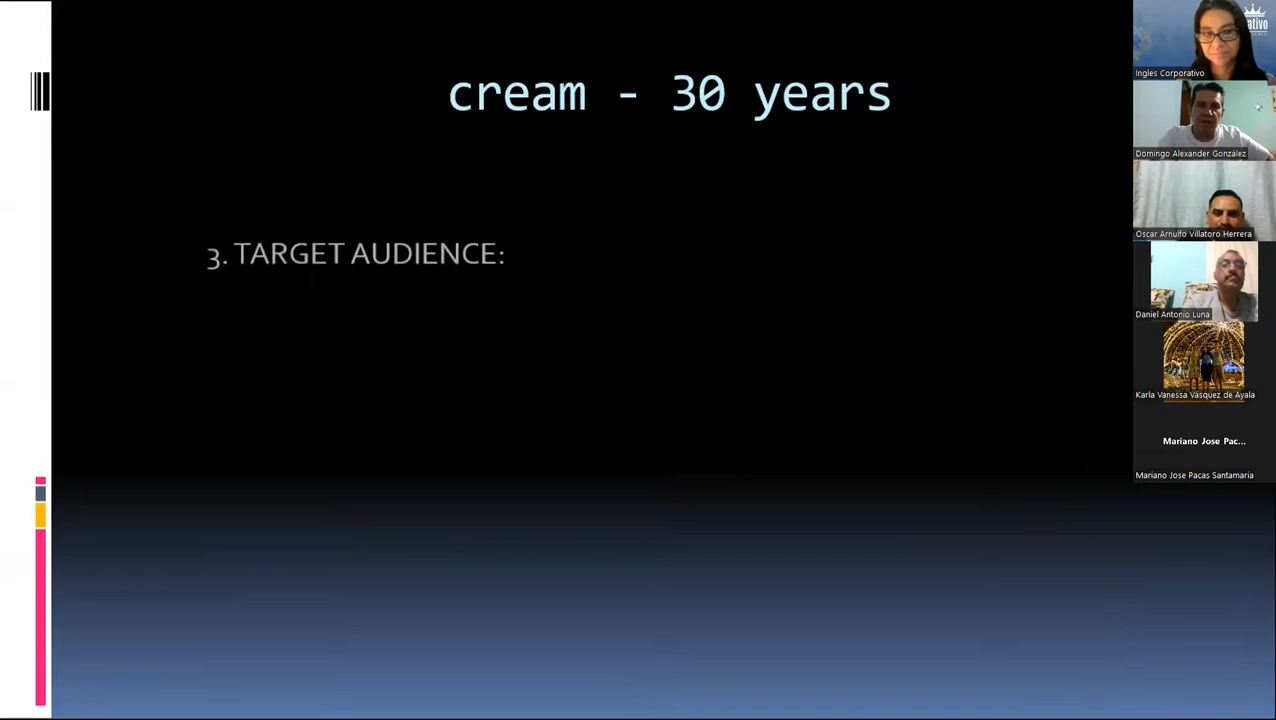 cream - 30 years
3. TARGET AUDIENCE:
ativo
Ingles Corporativo
Domingo Alexander González
Oscar Arnulfo Villatoro Herrera
Daniel Antonio Luna
Karla Vanessa Vásquez de Ayala
Mariano Jose Pac...
Mariano Jose Pacas Santamaria